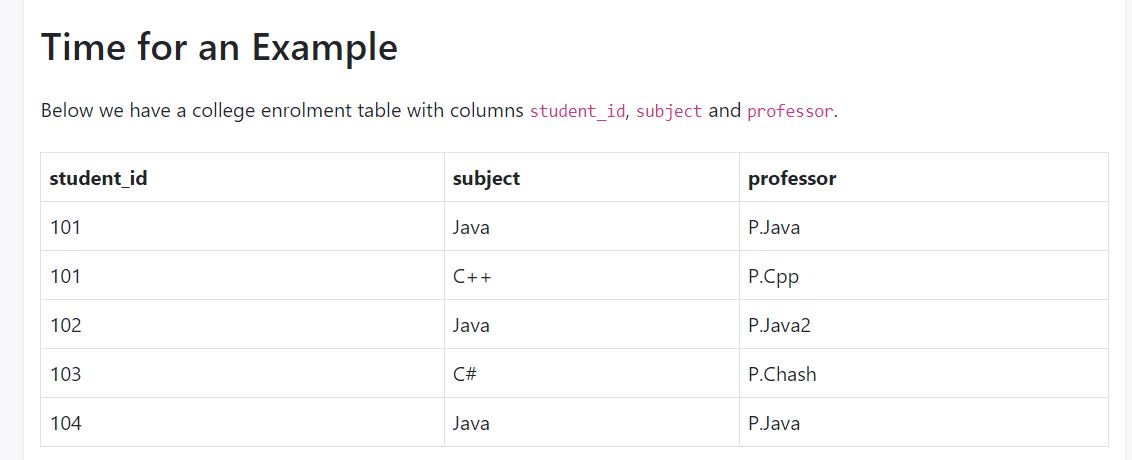 Time for an Example
Below we have a college enrolment table with columns student_id, subject and professor.
student_id subject professor
101 Java P.Java
101 C++ P.Cpp
102 Java P.Java2
103 C# P.Chash
104 Java P.Java